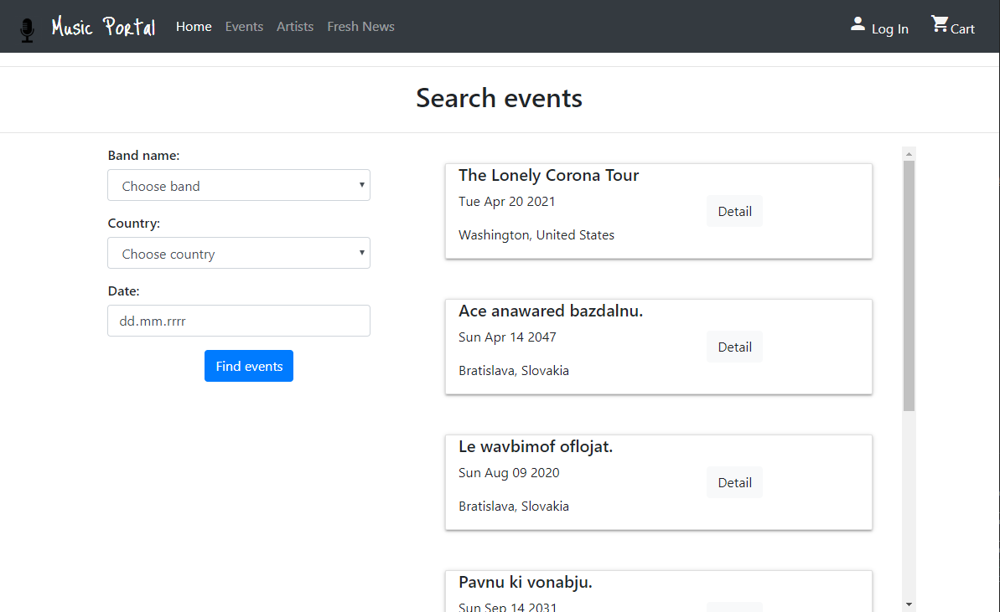 Music Portal Home Events Artists Fresh News Log In Cart
Search events
Band name:
Choose band
Country:
Choose country
Date:
dd.mm.rrrr
Find events
The Lonely Corona Tour
Tue Apr 20 2021
Washington, United States
Detail
Ace anawared bazdalnu.
Sun Apr 14 2047
Bratislava, Slovakia
Detail
Le wavbimof oflojat.
Sun Aug 09 2020
Bratislava, Slovakia
Detail
Pavnu ki vonabju.
Sun Sep 14 2031